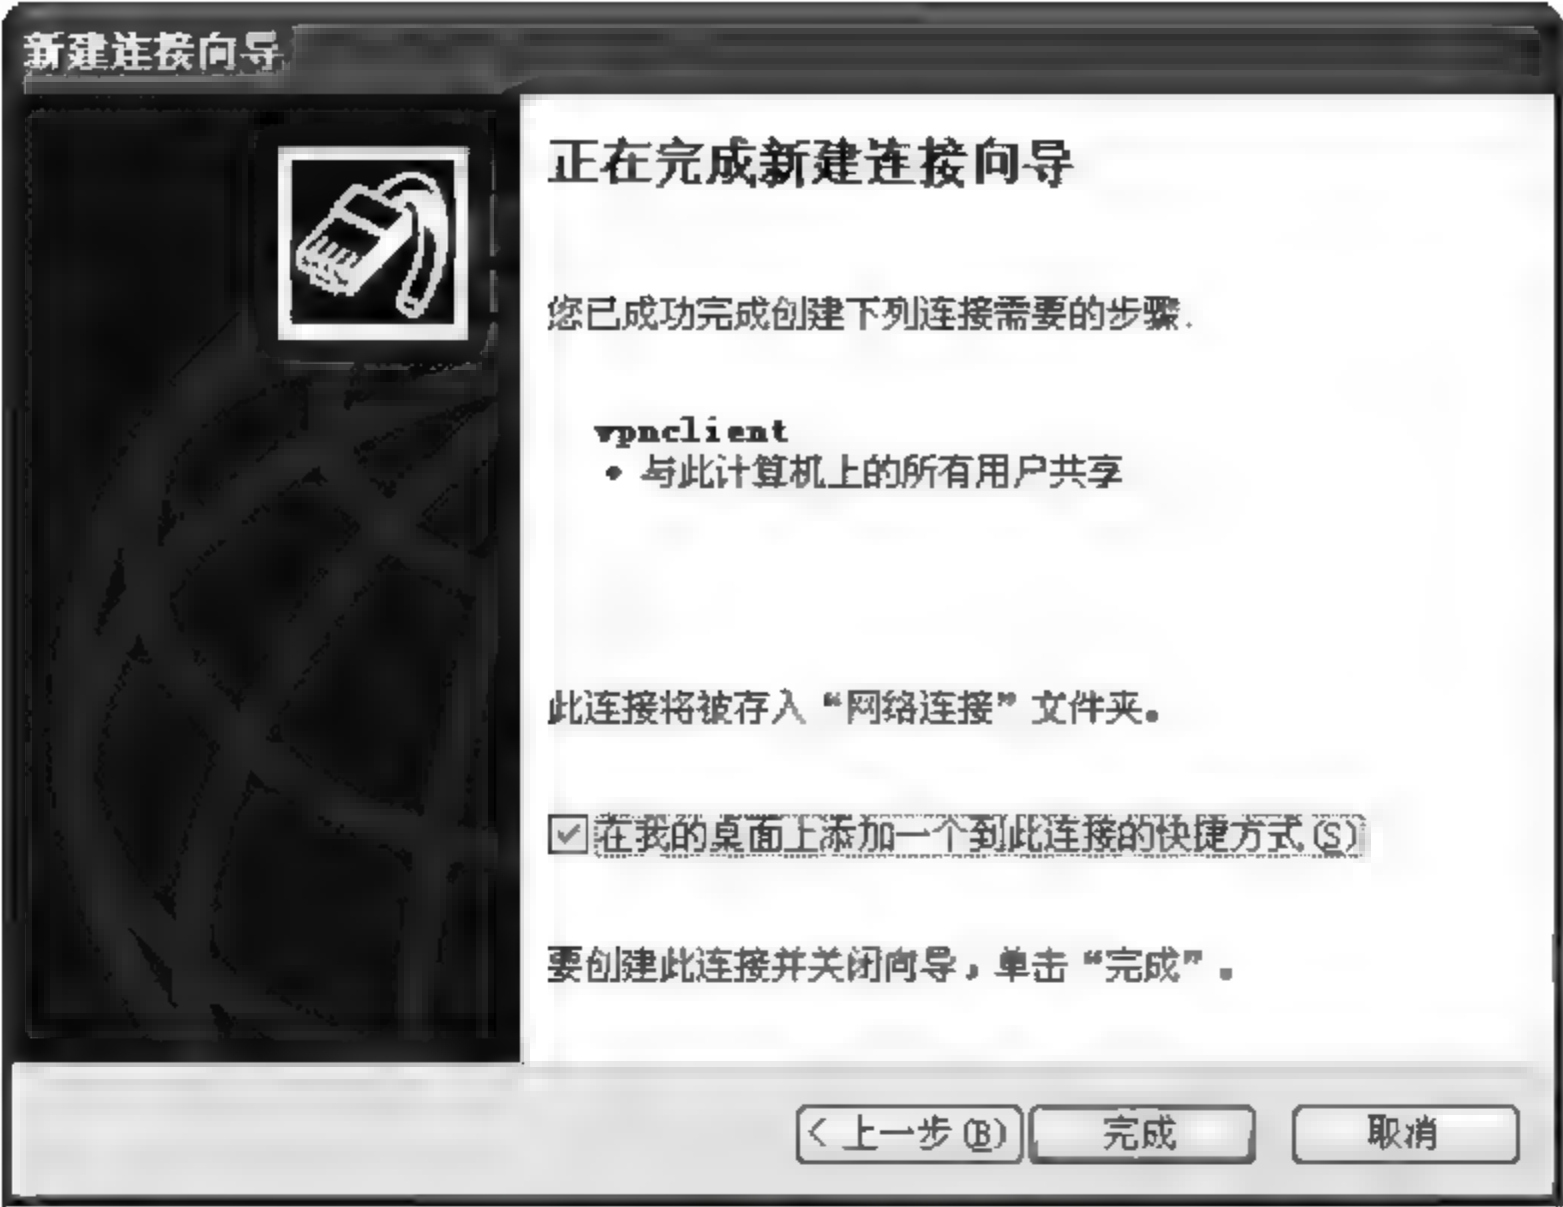 新建连接向导
正在完成新建连接向导
您已成功完成创建下列连接需要的步骤.
vpnclient
• 与此计算机上的所有用户共享
此连接将被存入“网络连接”文件夹。
在我的桌面上添加一个到此连接的快捷方式(S)
要创建此连接并关闭向导，单击“完成”。
< 上一步(B) 完成 取消